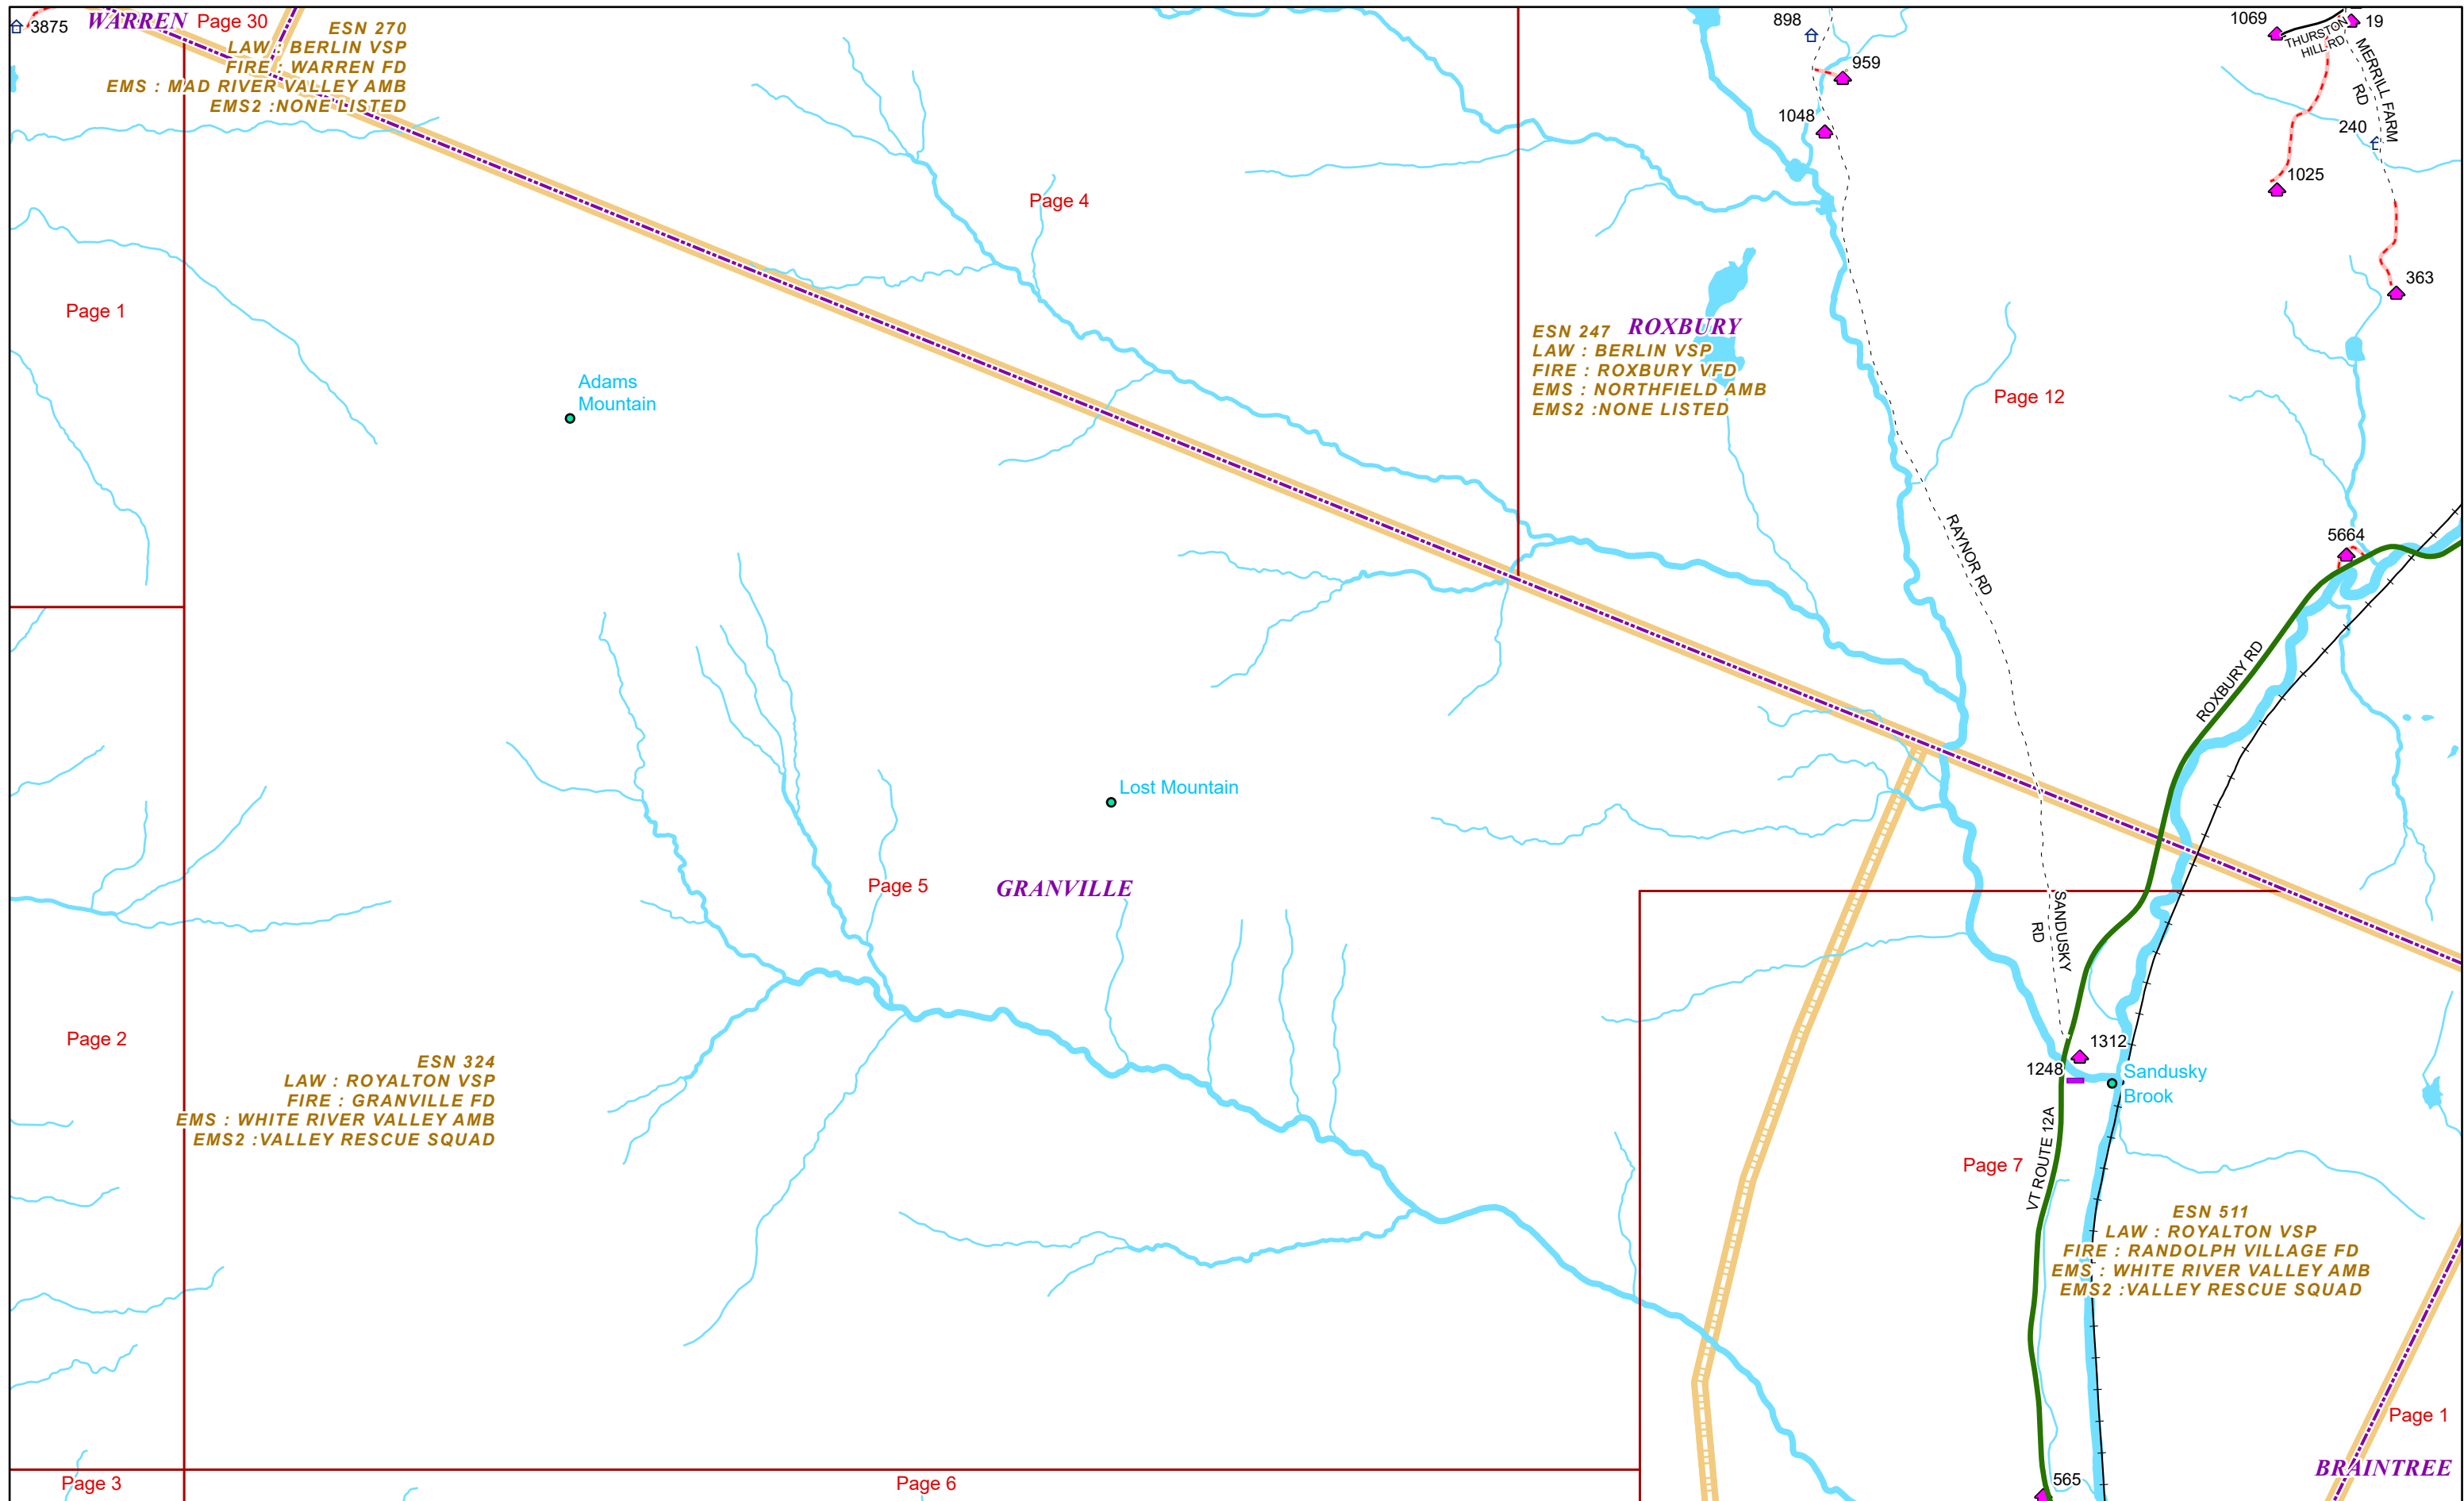 3875
WARREN
Page 30
ESN 270
LAW : BERLIN VSP
FIRE : WARREN FD
EMS : MAD RIVER VALLEY AMB
EMS2 :NONE LISTED
898
959
1048
1069
19
THURSTON
HILL RD
MERRILL FARM
RD
240
1025
363
Page 4
Page 1
ESN 247
ROXBURY
LAW : BERLIN VSP
FIRE : ROXBURY VFD
EMS : NORTHFIELD AMB
EMS2 :NONE LISTED
Adams
Mountain
Page 12
RAYNOR RD
5664
ROXBURY RD
Lost Mountain
Page 5
GRANVILLE
SANDUSKY
RD
Page 2
ESN 324
LAW : ROYALTON VSP
FIRE : GRANVILLE FD
EMS : WHITE RIVER VALLEY AMB
EMS2 :VALLEY RESCUE SQUAD
1312
1248
Sandusky
Brook
VT ROUTE 12A
Page 7
ESN 511
LAW : ROYALTON VSP
FIRE : RANDOLPH VILLAGE FD
EMS : WHITE RIVER VALLEY AMB
EMS2 :VALLEY RESCUE SQUAD
Page 1
BRAINTREE
Page 3
Page 6
565